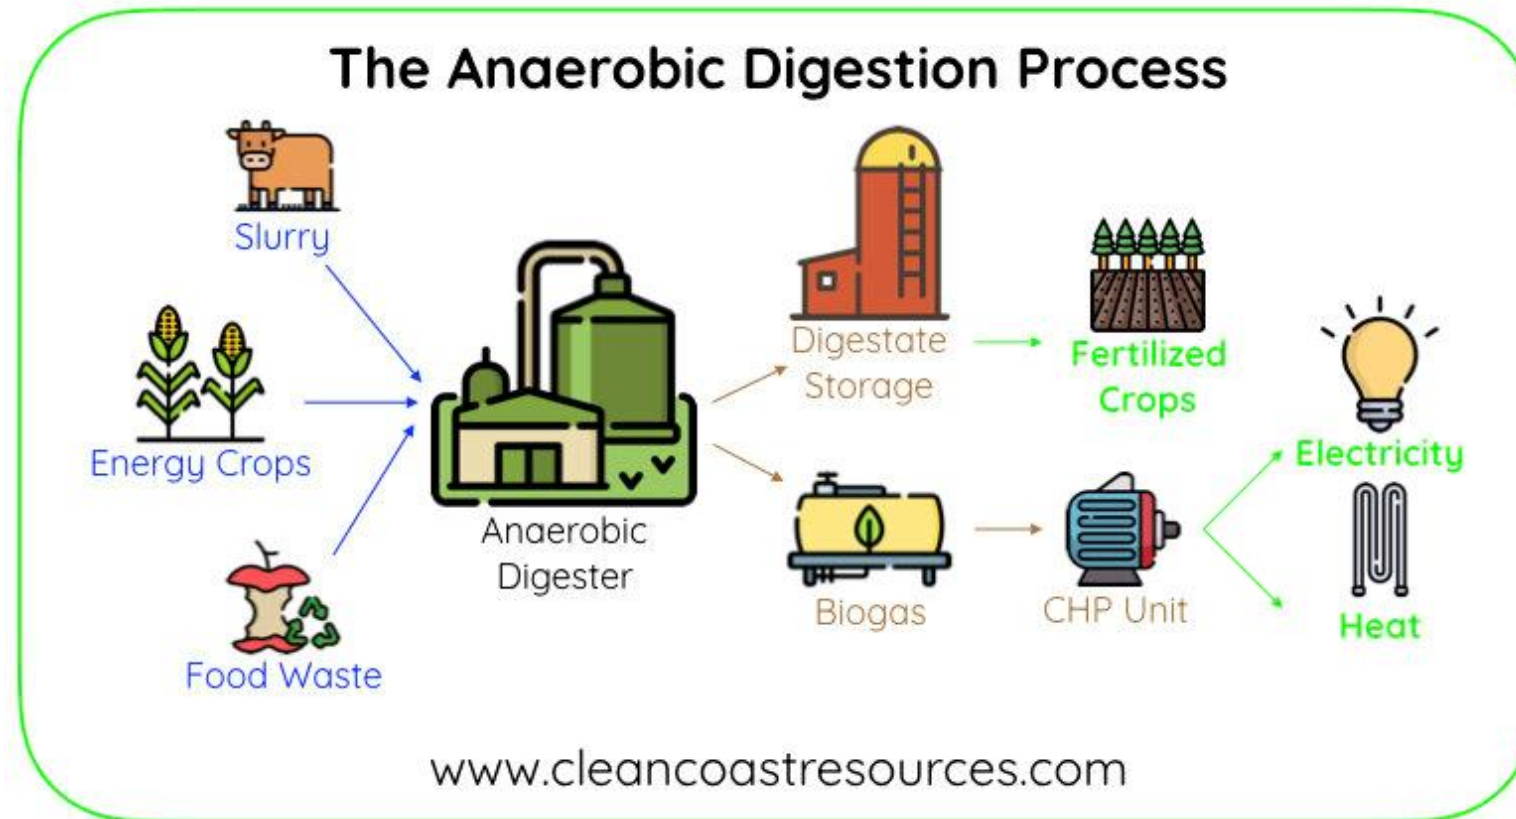 The Anaerobic Digestion Process
Slurry
Energy Crops
Food Waste
Anaerobic
Digester
Digestate
Storage
Fertilized
Crops
Biogas
CHP Unit
Electricity
Heat
www.cleancoastresources.com